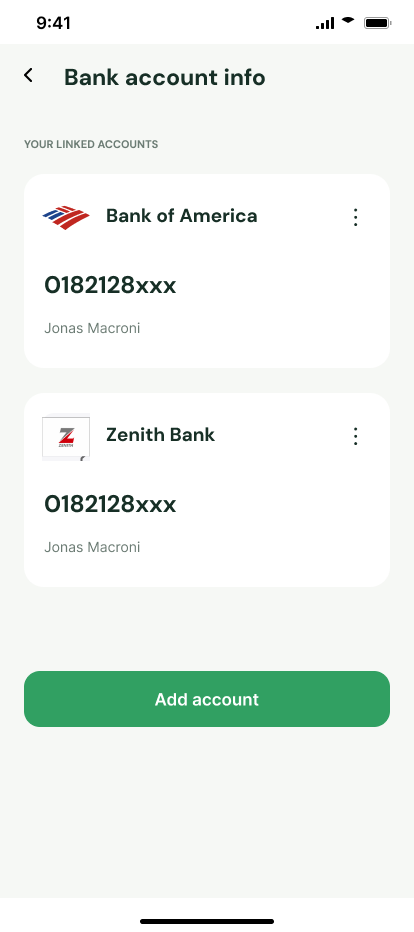 9:41
Bank account info
YOUR LINKED ACCOUNTS
Bank of America
0182128xxx
Jonas Macroni
ZENITH
Zenith Bank
0182128xxx
Jonas Macroni
Add account